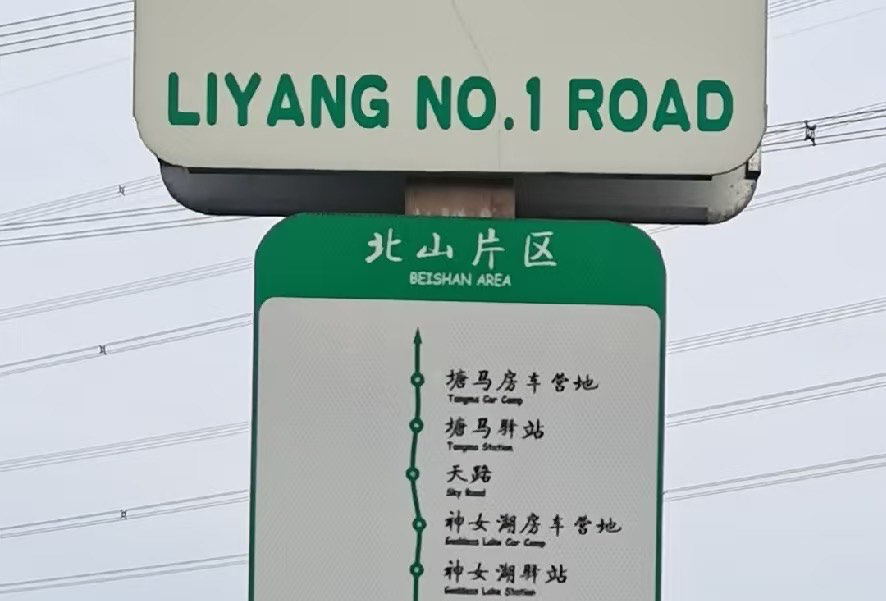 LIYANG NO.1 ROAD
北山片区
BEISHAN AREA
塘马房车营地
Tangma Car Camp
塘马驿站
Tangma Station
天路
Sky Road
神女湖房车营地
Goddess Lake Car Camp
神女湖驿站
Goddess Lake Station